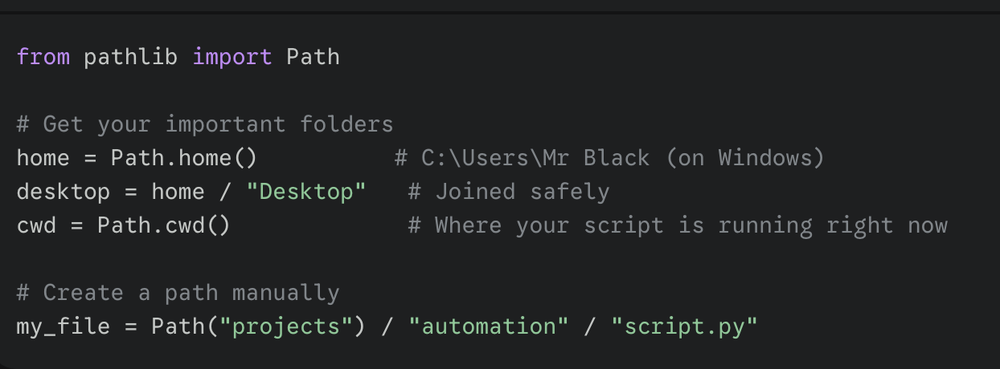 from pathlib import Path
# Get your important folders
home = Path.home()          # C:\Users\Mr Black (on Windows)
desktop = home / "Desktop"   # Joined safely
cwd = Path.cwd()             # Where your script is running right now
# Create a path manually
my_file = Path("projects") / "automation" / "script.py"